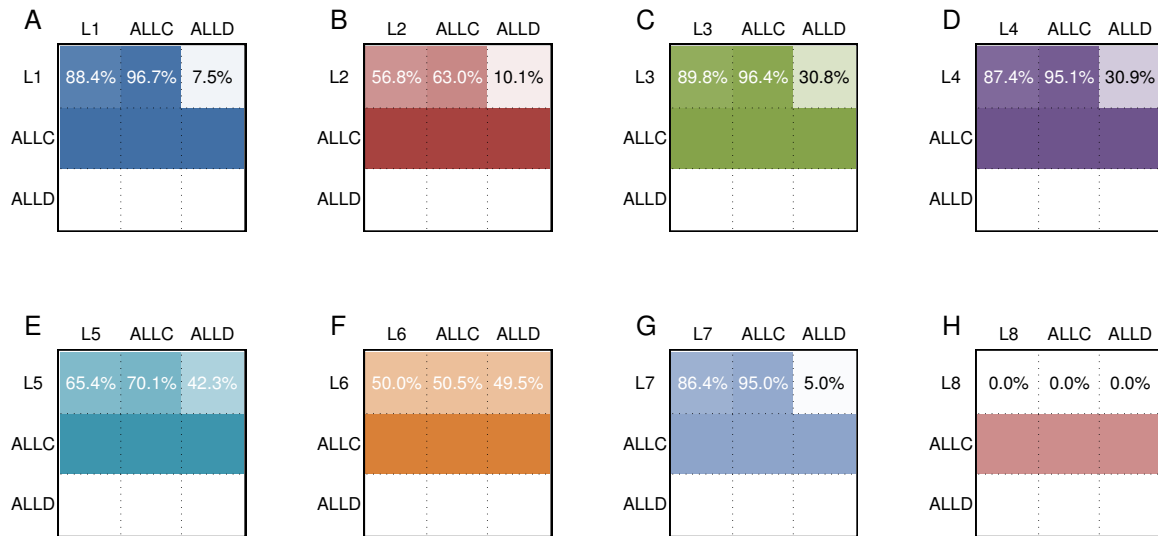 A B C D
L1 ALLC ALLD L2 ALLC ALLD L3 ALLC ALLD L4 ALLC ALLD
L1 88.4% 96.7% 7.5% L2 56.8% 63.0% 10.1% L3 89.8% 96.4% 30.8% L4 87.4% 95.1% 30.9%
ALLC ALLC ALLC ALLC
ALLD ALLD ALLD ALLD
E F G H
L5 ALLC ALLD L6 ALLC ALLD L7 ALLC ALLD L8 ALLC ALLD
L5 65.4% 70.1% 42.3% L6 50.0% 50.5% 49.5% L7 86.4% 95.0% 5.0% L8 0.0% 0.0% 0.0%
ALLC ALLC ALLC ALLC
ALLD ALLD ALLD ALLD